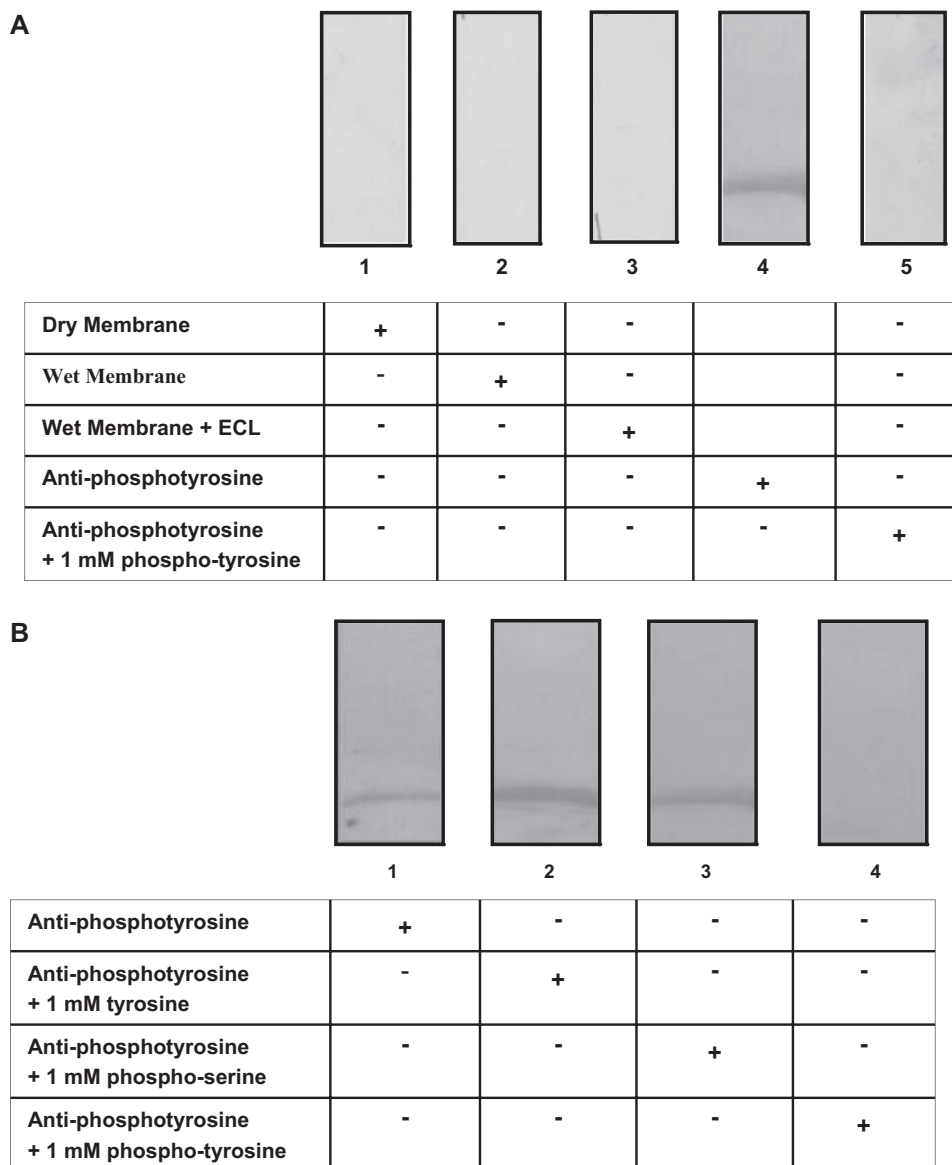 A
1 2 3 4 5
Dry Membrane + - - -
Wet Membrane - + - -
Wet Membrane + ECL - - + -
Anti-phosphotyrosine - - - + -
Anti-phosphotyrosine
+ 1 mM phospho-tyrosine - - - - +
B
1 2 3 4
Anti-phosphotyrosine + - - -
Anti-phosphotyrosine
+ 1 mM tyrosine - + - -
Anti-phosphotyrosine
+ 1 mM phospho-serine - - + -
Anti-phosphotyrosine
+ 1 mM phospho-tyrosine - - - +